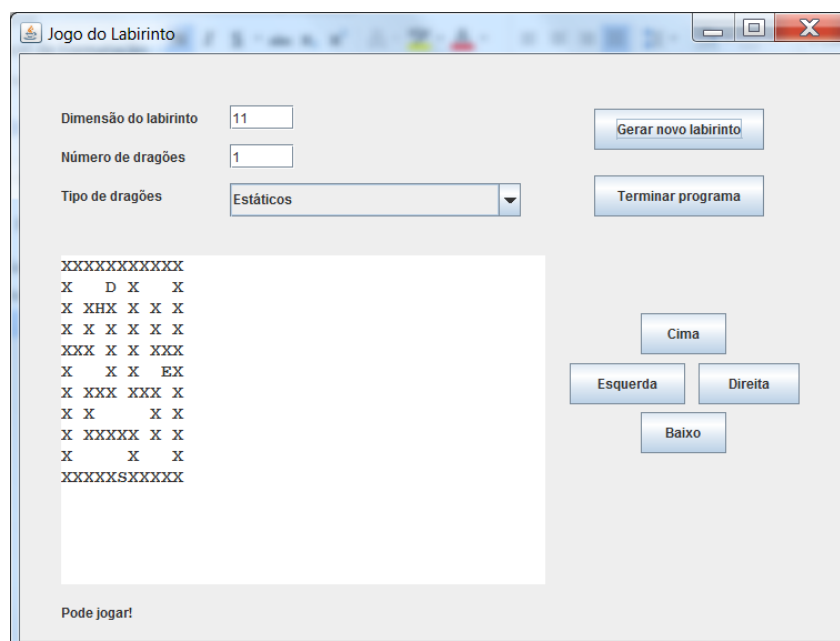 Jogo do Labirinto
Dimensão do labirinto 11 Gerar novo labirinto
Número de dragões 1
Tipo de dragões Estáticos Terminar programa
XXXXXXXXXXX
X   D X   X
X XHX X X X
X X X X X X
XXX X X XXX
X   X X  EX
X XXX XXX X
X X     X X
X XXXXX X X
X     X   X
XXXXXSXXXXX
Cima
Esquerda Direita
Baixo
Pode jogar!